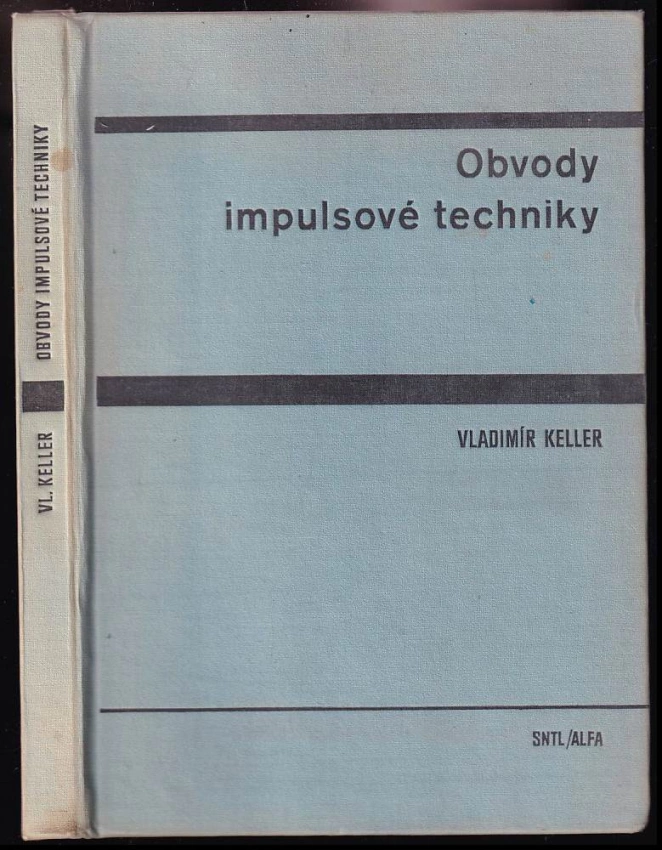 OBVODY IMPULSOVÉ TECHNIKY
VL. KELLER
Obvody
impulsové techniky
VLADIMÍR KELLER
SNTL/ALFA